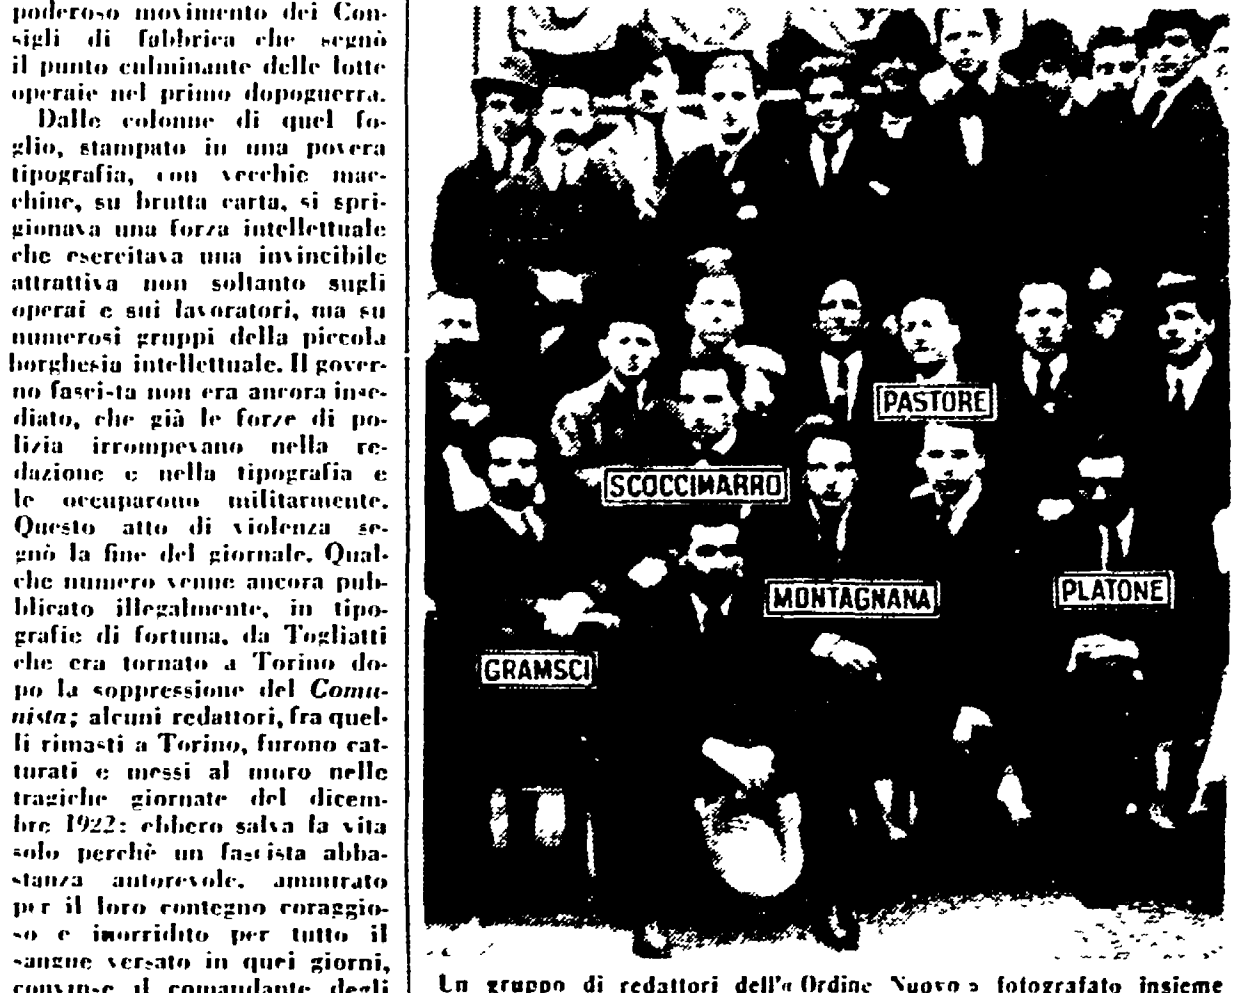 poderoso movimento dei Con-
sigli di fabbrica che segnò
il punto culminante delle lotte
operaie nel primo dopoguerra.
Dalle colonne di quel fo-
glio, stampato in una povera
tipografia, con vecchie mac-
chine, su brutta carta, si spri-
gionava una forza intellettuale
che esercitava una invincibile
attrattiva non soltanto sugli
operai e sui lavoratori, ma su
numerosi gruppi della piccola
borghesia intellettuale. Il gover-
no fascista non era ancora inse-
diato, che già le forze di po-
lizia irrompevano nella re-
dazione e nella tipografia e
le occuparono militarmente.
Questo atto di violenza se-
gnò la fine del giornale. Qual-
che numero venne ancora pub-
blicato illegalmente, in tipo-
grafie di fortuna, da Togliatti
che era tornato a Torino do-
po la soppressione del Comu-
nista; alcuni redattori, fra quel-
li rimasti a Torino, furono cat-
turati e messi al muro nelle
tragiche giornate del dicem-
bre 1922: ebbero salva la vita
solo perchè un fascista abba-
stanza autorevole, ammirato
per il loro contegno coraggio-
so e inorridito per tutto il
sangue versato in quei giorni,
convinse il comandante degli
PASTORE
SCOCCIMARRO
MONTAGNANA
PLATONE
GRAMSCI
Un gruppo di redattori dell'« Ordine Nuovo » fotografato insieme